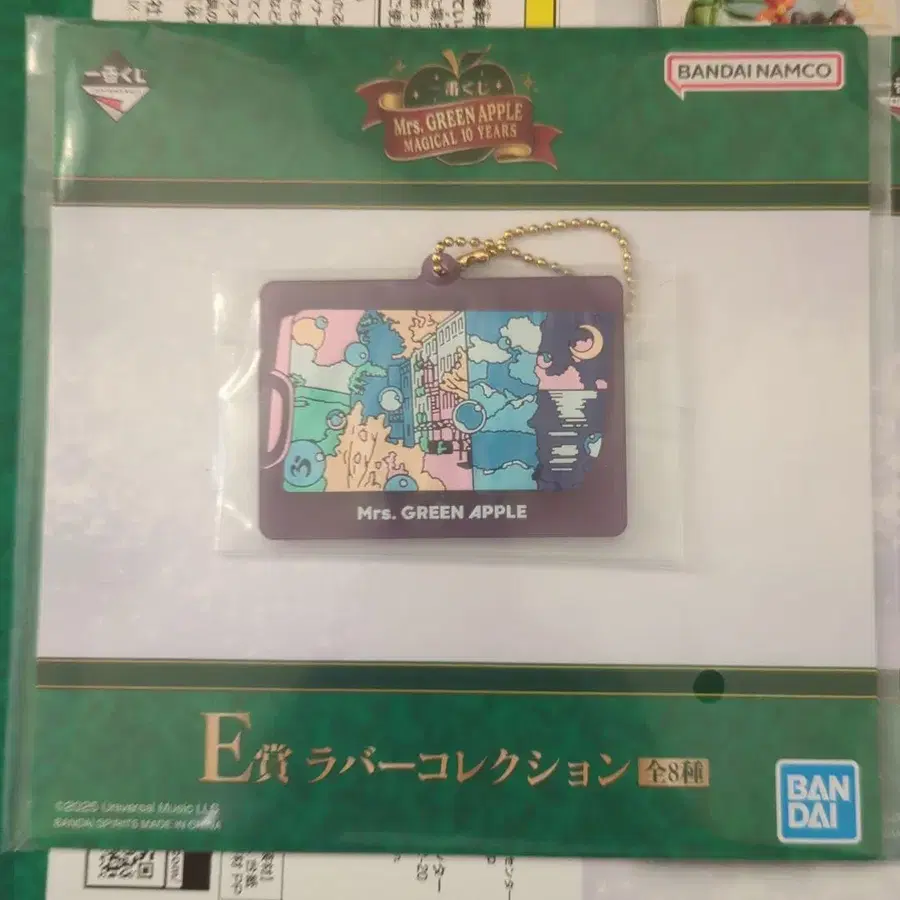 一番くじ
一番くじ
Mrs. GREEN APPLE
MAGICAL 10 YEARS
BANDAI NAMCO
Mrs. GREEN APPLE
E賞 ラバーコレクション 全8種
©2025 Universal Music LLC
BANDAI SPIRITS MADE IN CHINA
BAN
DAI